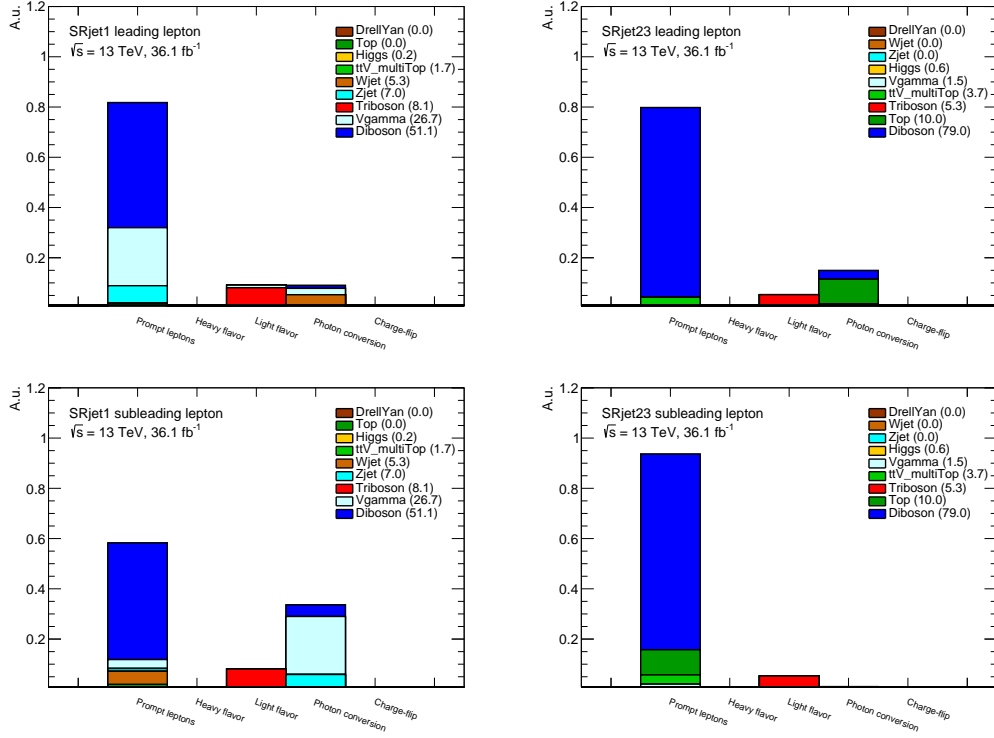 A.u.
SRjet1 leading lepton
√s = 13 TeV, 36.1 fb⁻¹
DrellYan (0.0)
Top (0.0)
Higgs (0.2)
ttV_multiTop (1.7)
Wjet (5.3)
Zjet (7.0)
Triboson (8.1)
Vgamma (26.7)
Diboson (51.1)
1
0.8
0.6
0.4
0.2
Prompt leptons
Heavy flavor
Light flavor
Photon conversion
Charge-flip
A.u.
SRjet23 leading lepton
√s = 13 TeV, 36.1 fb⁻¹
DrellYan (0.0)
Wjet (0.0)
Zjet (0.0)
Higgs (0.6)
Vgamma (1.5)
ttV_multiTop (3.7)
Triboson (5.3)
Top (10.0)
Diboson (79.0)
1
0.8
0.6
0.4
0.2
Prompt leptons
Heavy flavor
Light flavor
Photon conversion
Charge-flip
A.u.
1.2
SRjet1 subleading lepton
√s = 13 TeV, 36.1 fb⁻¹
DrellYan (0.0)
Top (0.0)
Higgs (0.2)
ttV_multiTop (1.7)
Wjet (5.3)
Zjet (7.0)
Triboson (8.1)
Vgamma (26.7)
Diboson (51.1)
1
0.8
0.6
0.4
0.2
Prompt leptons
Heavy flavor
Light flavor
Photon conversion
Charge-flip
A.u.
1.2
SRjet23 subleading lepton
√s = 13 TeV, 36.1 fb⁻¹
DrellYan (0.0)
Wjet (0.0)
Zjet (0.0)
Higgs (0.6)
Vgamma (1.5)
ttV_multiTop (3.7)
Triboson (5.3)
Top (10.0)
Diboson (79.0)
1
0.8
0.6
0.4
0.2
Prompt leptons
Heavy flavor
Light flavor
Photon conversion
Charge-flip